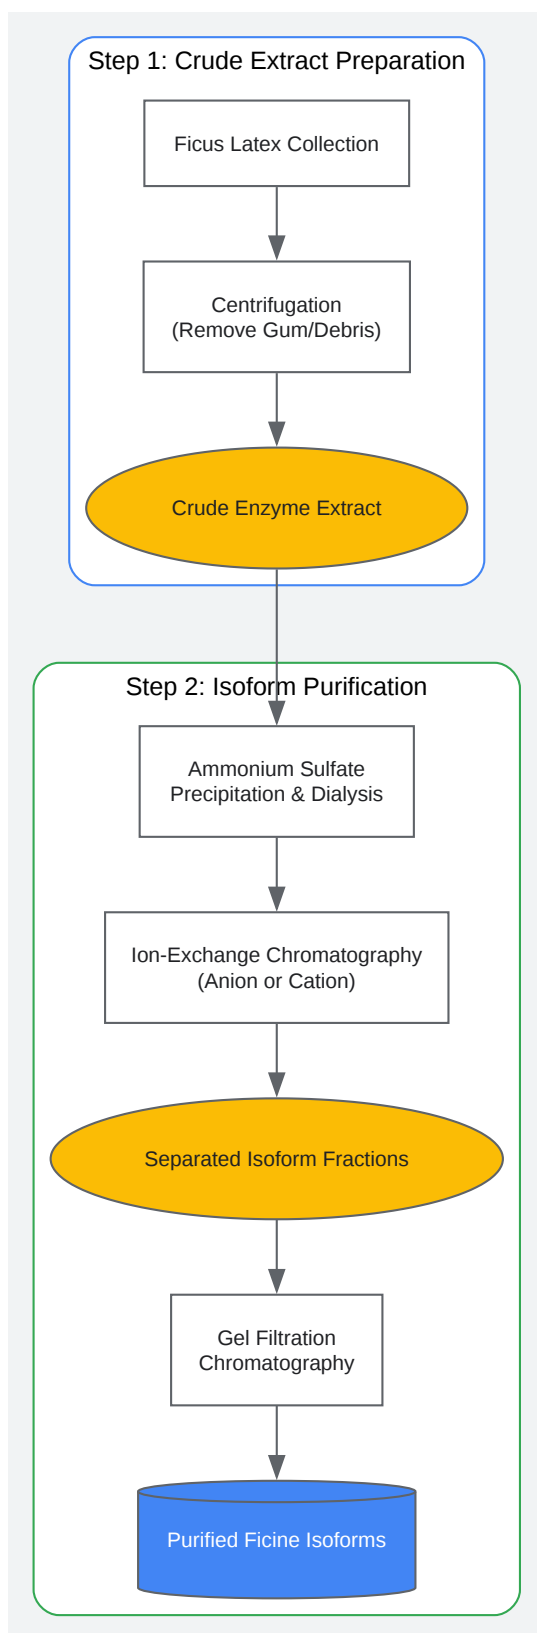 Step 1: Crude Extract Preparation
Ficus Latex Collection
Centrifugation
(Remove Gum/Debris)
Crude Enzyme Extract
Step 2: Isoform Purification
Ammonium Sulfate
Precipitation & Dialysis
Ion-Exchange Chromatography
(Anion or Cation)
Separated Isoform Fractions
Gel Filtration
Chromatography
Purified Ficine Isoforms